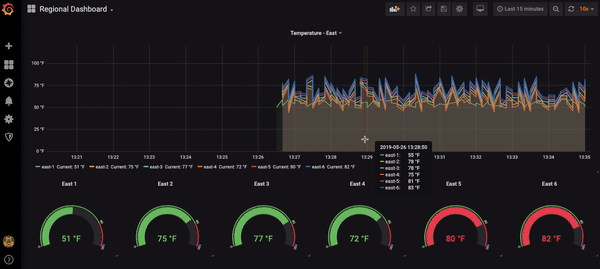 Regional Dashboard
Last 15 minutes
10s
Temperature - East
100 °F
75 °F
50 °F
25 °F
0 °F
13:21 13:22 13:23 13:24 13:25 13:26 13:27 13:28 13:29 13:30 13:31 13:32 13:33 13:34 13:35
2019-05-26 13:28:50
east-1: 55 °F
east-2: 78 °F
east-3: 78 °F
east-4: 75 °F
east-5: 81 °F
east-6: 83 °F
east-1 Current: 51 °F east-2 Current: 75 °F east-3 Current: 77 °F east-4 Current: 72 °F east-5 Current: 80 °F east-6 Current: 82 °F
East 1 East 2 East 3 East 4 East 5 East 6
51 °F 75 °F 77 °F 72 °F 80 °F 82 °F